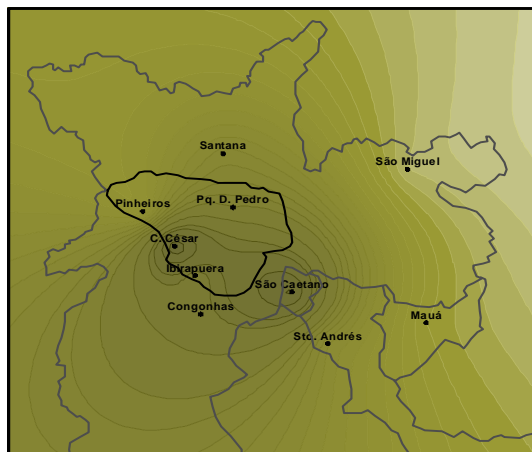 Santana
São Miguel
Pinheiros
Pq. D. Pedro
C. César
Ibirapuera
São Caetano
Congonhas
Mauá
Sto. Andrés